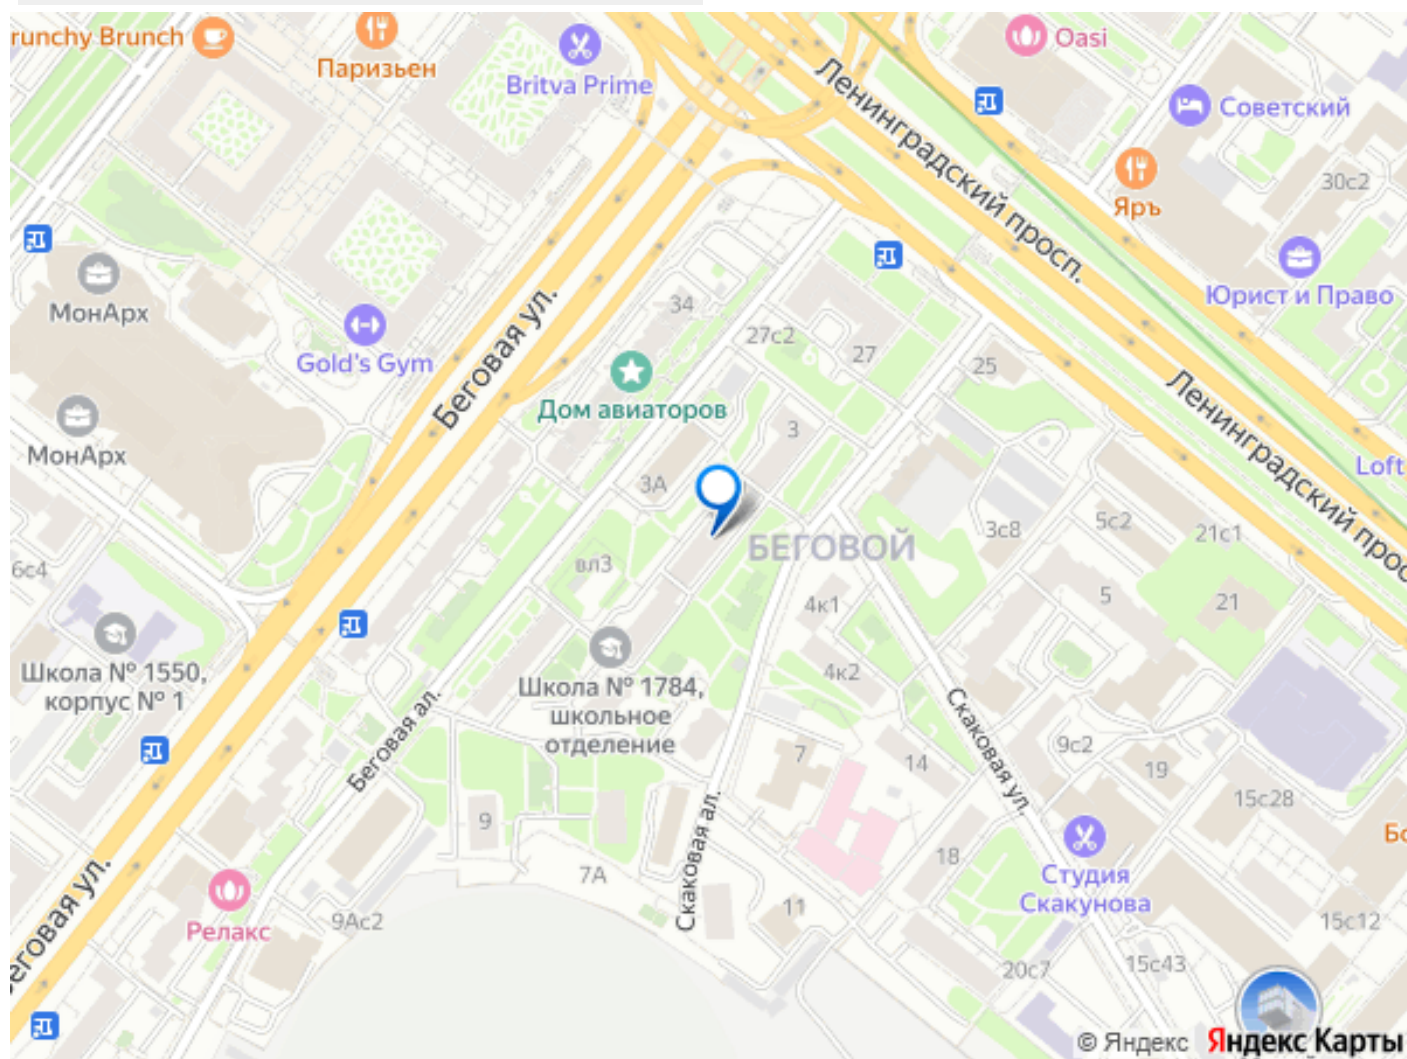 runchy Brunch
Паризьен
Britva Prime
Oasi
Советский
Ленинградский просп.
30с2
Яръ
Юрист и Право
МонАрх
34
Беговая ул.
Gold's Gym
27с2
27
25
Дом авиаторов
Ленинградский прос
МонАрх
3
Loft
3А
БЕГОВОЙ
3с8
5с2
21с1
6с4
вл3
4к1
5
21
Школа № 1550,
корпус № 1
Школа № 1784,
школьное
отделение
4к2
Беговая ал.
Скаковая ул.
7
14
9с2
19
15с28
9
Скаковая ал.
Студия
Скакунова
18
7А
Беговая ул.
Релакс
9Ас2
11
15с12
20с7
15с43
© Яндекс Яндекс Карты